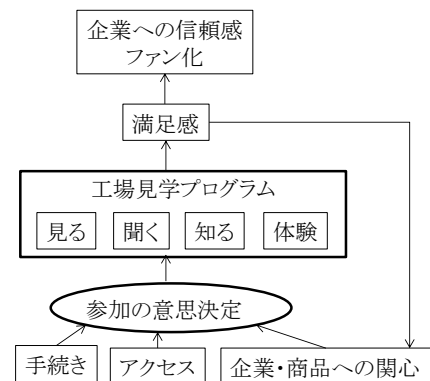 企業への信頼感
ファン化
満足感
工場見学プログラム
見る 聞く 知る 体験
参加の意思決定
手続き アクセス 企業・商品への関心